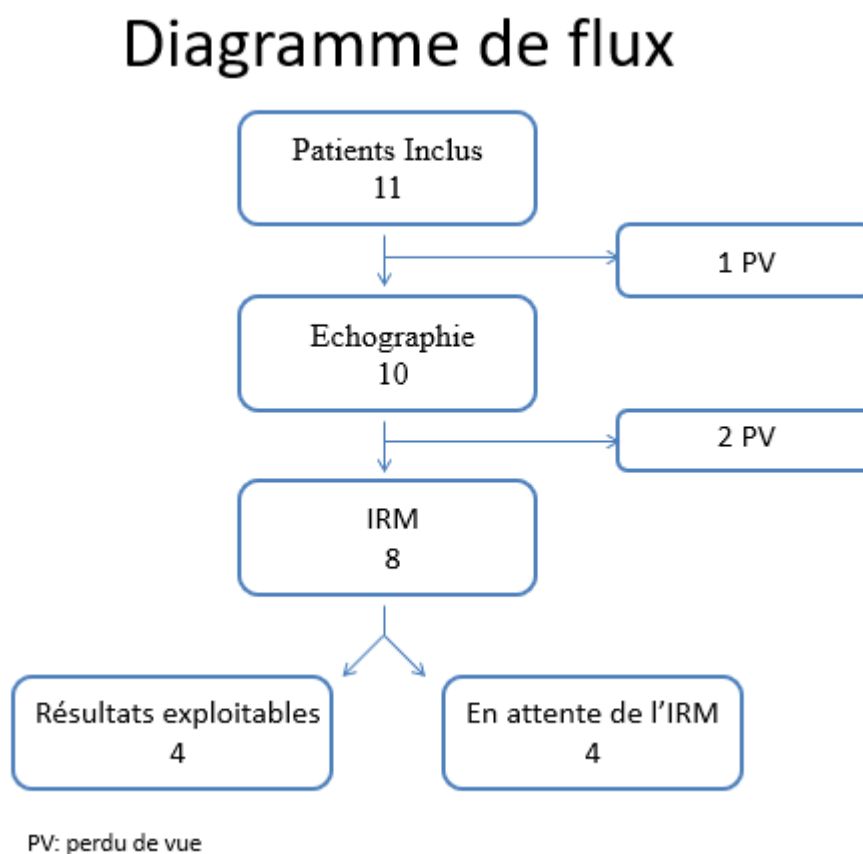 Diagramme de flux
Patients Inclus
11
1 PV
Echographie
10
2 PV
IRM
8
Résultats exploitables
4
En attente de l’IRM
4
PV: perdu de vue